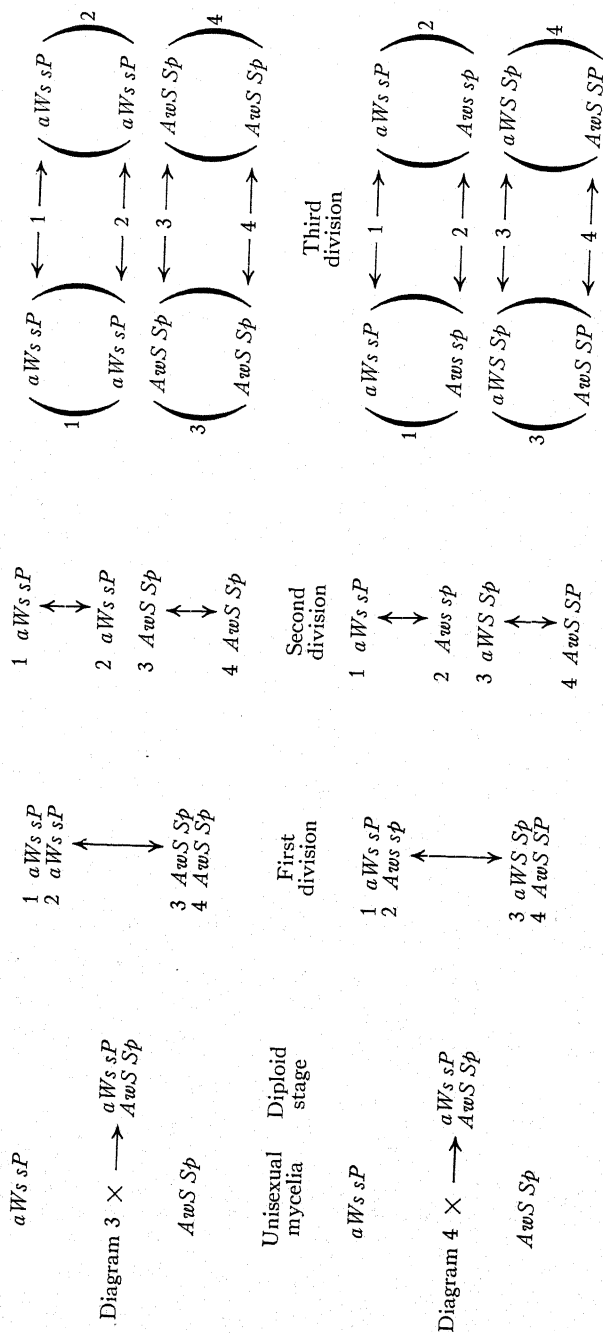 aWs sP
Diagram 3 × ⟶ aWs sP
AwS Sp
AwS Sp
1 aWs sP
2 aWs sP
3 AwS Sp
4 AwS Sp
1 aWs sP
2 aWs sP
3 AwS Sp
4 AwS Sp
aWs sP ← 1 → aWs sP
1 2
aWs sP ← 2 → aWs sP
AwS Sp ← 3 → AwS Sp
3 4
AwS Sp ← 4 → AwS Sp
Unisexual mycelia
Diploid stage
First division
Second division
Third division
aWs sP
Diagram 4 × ⟶ aWs sP
AwS Sp
AwS Sp
1 aWs sP
2 Aws sp
3 aWS Sp
4 AwS SP
1 aWs sP
2 Aws sp
3 aWS Sp
4 AwS SP
aWs sP ← 1 → aWs sP
1 2
Aws sp ← 2 → Aws sp
aWS Sp ← 3 → aWS Sp
3 4
AwS SP ← 4 → AwS SP